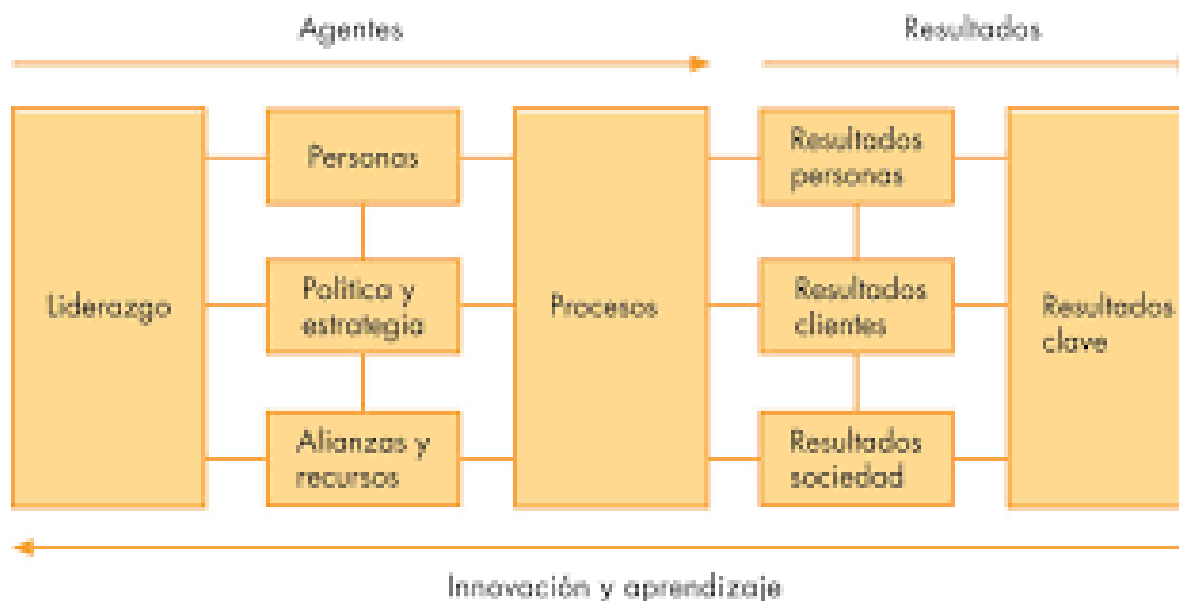 Agentes
Resultados
Liderazgo
Personas
Política y
estrategia
Alianzas y
recursos
Procesos
Resultados
personas
Resultados
clientes
Resultados
sociedad
Resultados
clave
Innovación y aprendizaje